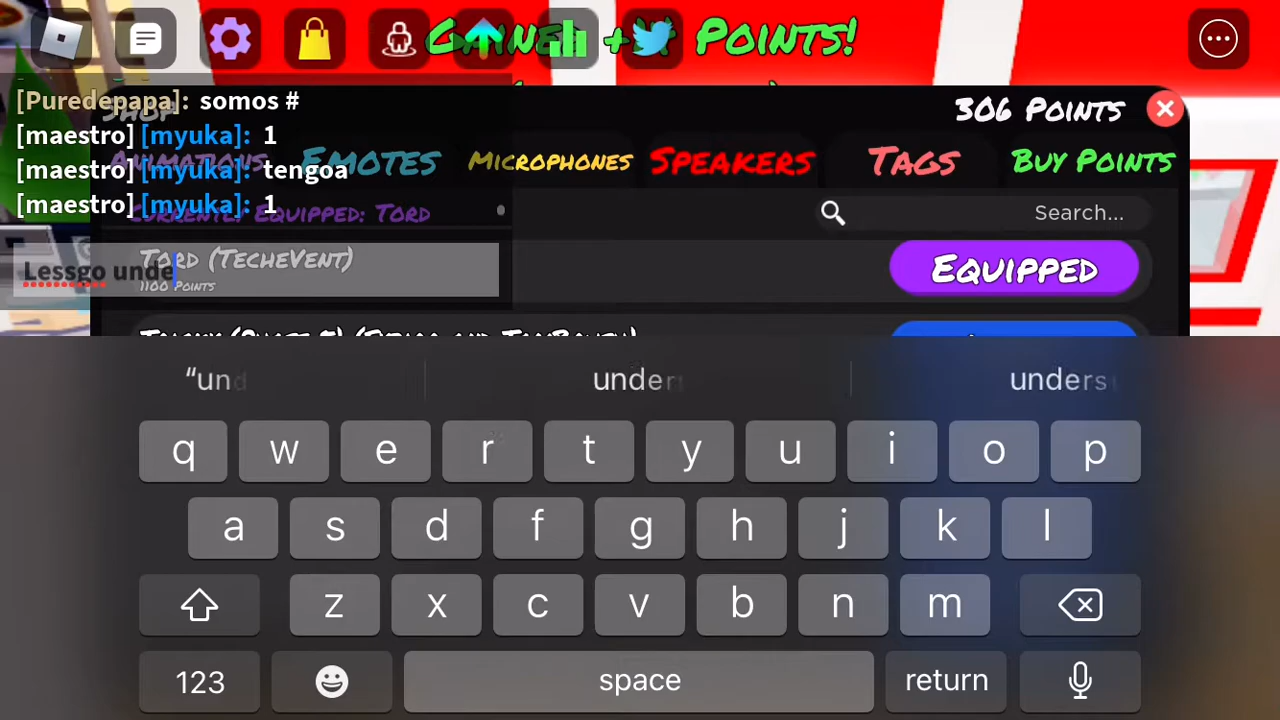 Points!
[Puredepapa]: somos #
306 Points
[maestro] [myuka]: 1
Emotes
Microphones
Speakers
Tags
Buy Points
[maestro] [myuka]: tengoa
[maestro] [myuka]: 1
Currently Equipped: Tord
Search...
Tord (TecheVent)
1100 Points
Equipped
Lessgo unde
"und under unders
q w e r t y u i o p
a s d f g h j k l
z x c v b n m
123 space return